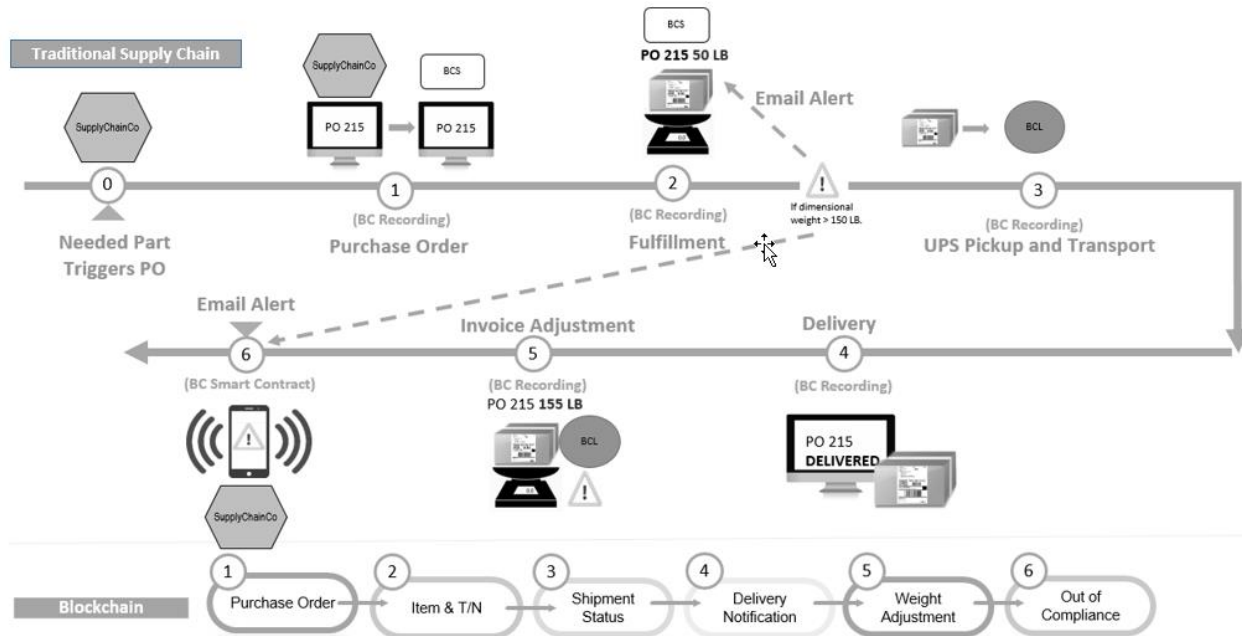 Traditional Supply Chain
SupplyChainCo
0
Needed Part
Triggers PO
SupplyChainCo
BCS
PO 215
PO 215
1
(BC Recording)
Purchase Order
BCS
PO 215 50 LB
2
(BC Recording)
Fulfillment
Email Alert
!
If dimensional
weight > 150 LB.
BCL
3
(BC Recording)
UPS Pickup and Transport
Email Alert
6
(BC Smart Contract)
!
SupplyChainCo
Invoice Adjustment
5
(BC Recording)
PO 215 155 LB
BCL
!
Delivery
4
(BC Recording)
PO 215
DELIVERED
Blockchain
1
Purchase Order
2
Item & T/N
3
Shipment
Status
4
Delivery
Notification
5
Weight
Adjustment
6
Out of
Compliance